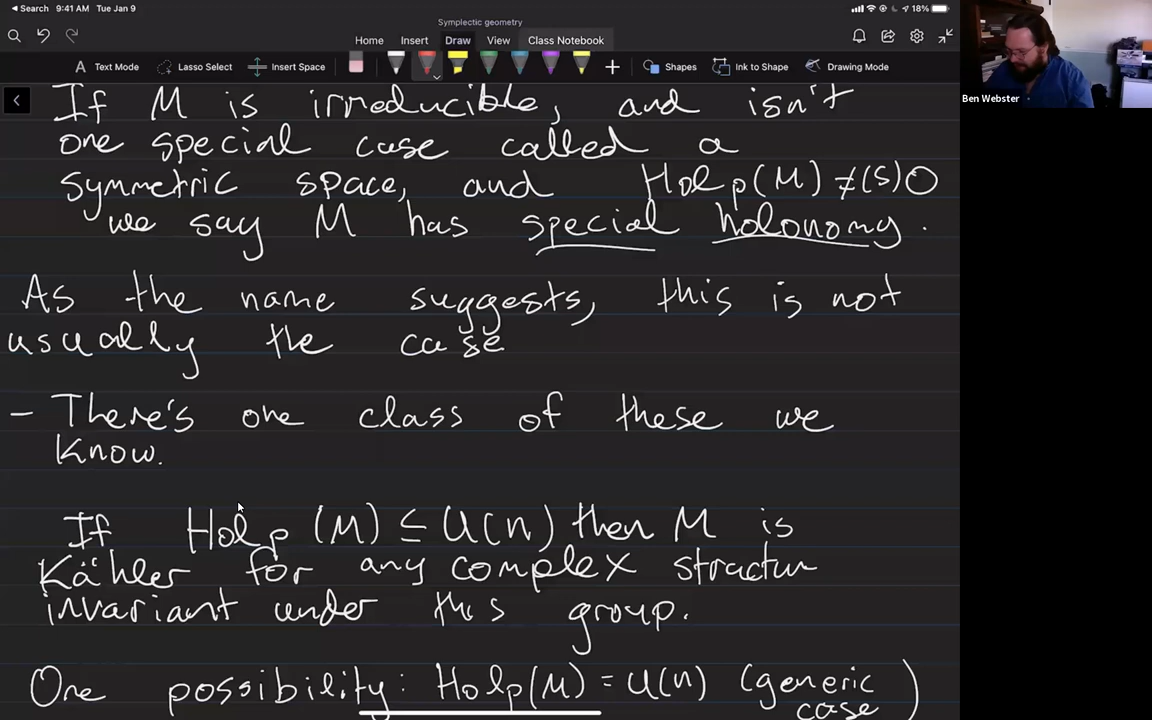 Search 9:41 AM Tue Jan 9
18%
Symplectic geometry
Home Insert Draw View Class Notebook
Text Mode Lasso Select Insert Space Shapes Ink to Shape Drawing Mode
Ben Webster
If M is irreducible, and isn't
one special case called a
symmetric space, and Holp(M) ≠ (S)O
we say M has special holonomy.
As the name suggests, this is not
usually the case
- There's one class of these we
know.
If Holp (M) ⊆ U(n) then M is
Kähler for any complex structur
invariant under this group.
One possibility: Holp(M) = U(n) (generic
case)